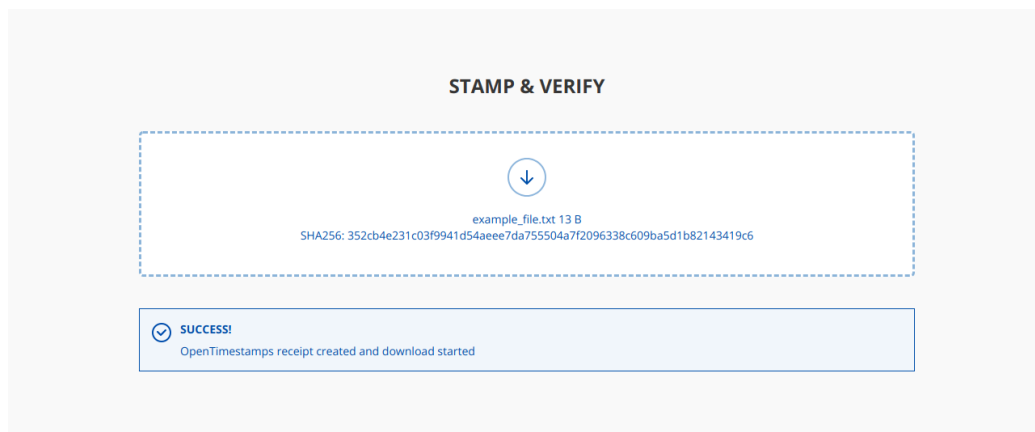 STAMP & VERIFY
example_file.txt 13 B
SHA256: 352cb4e231c03f9941d54aeee7da755504a7f2096338c609ba5d1b82143419c6
SUCCESS!
OpenTimestamps receipt created and download started